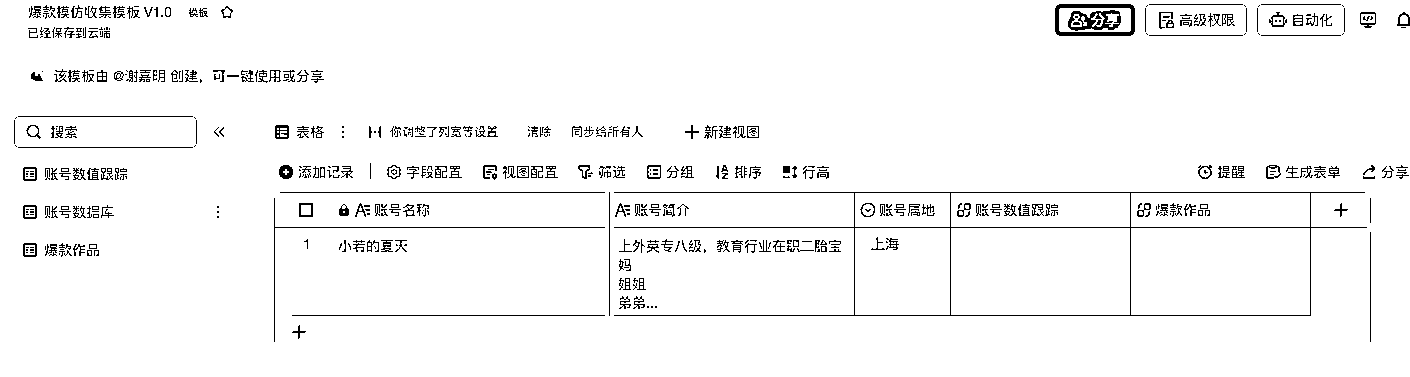 爆款模仿收集模板 V1.0 模板
已经保存到云端
分享 高级权限 自动化
该模板由 @谢嘉明 创建，可一键使用或分享
搜索
表格 你调整了列宽等设置 清除 同步给所有人 新建视图
账号数值跟踪
账号数据库
爆款作品
添加记录 字段配置 视图配置 筛选 分组 排序 行高 提醒 生成表单 分享
账号名称 账号简介 账号属地 账号数值跟踪 爆款作品
1 小若的夏天 上外英专八级，教育行业在职二胎宝 上海
妈
姐姐
弟弟...